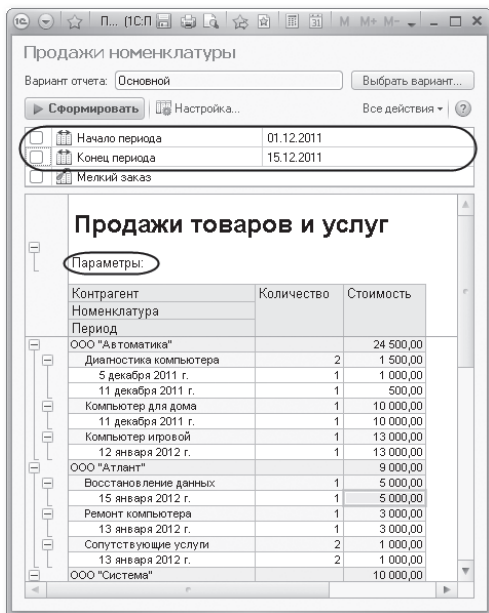 П... (1С:П M M+ M-
Продажи номенклатуры
Вариант отчета: Основной Выбрать вариант...
Сформировать Настройка... Все действия ?
Начало периода 01.12.2011
Конец периода 15.12.2011
Мелкий заказ
Продажи товаров и услуг
Параметры:
Контрагент Количество Стоимость
Номенклатура
Период
ООО "Автоматика" 24 500,00
Диагностика компьютера 2 1 500,00
5 декабря 2011 г. 1 1 000,00
11 декабря 2011 г. 1 500,00
Компьютер для дома 1 10 000,00
11 декабря 2011 г. 1 10 000,00
Компьютер игровой 1 13 000,00
12 января 2012 г. 1 13 000,00
ООО "Атлант" 9 000,00
Восстановление данных 1 5 000,00
15 января 2012 г. 1 5 000,00
Ремонт компьютера 1 3 000,00
13 января 2012 г. 1 3 000,00
Сопутствующие услуги 2 1 000,00
13 января 2012 г. 2 1 000,00
ООО "Система" 10 000,00